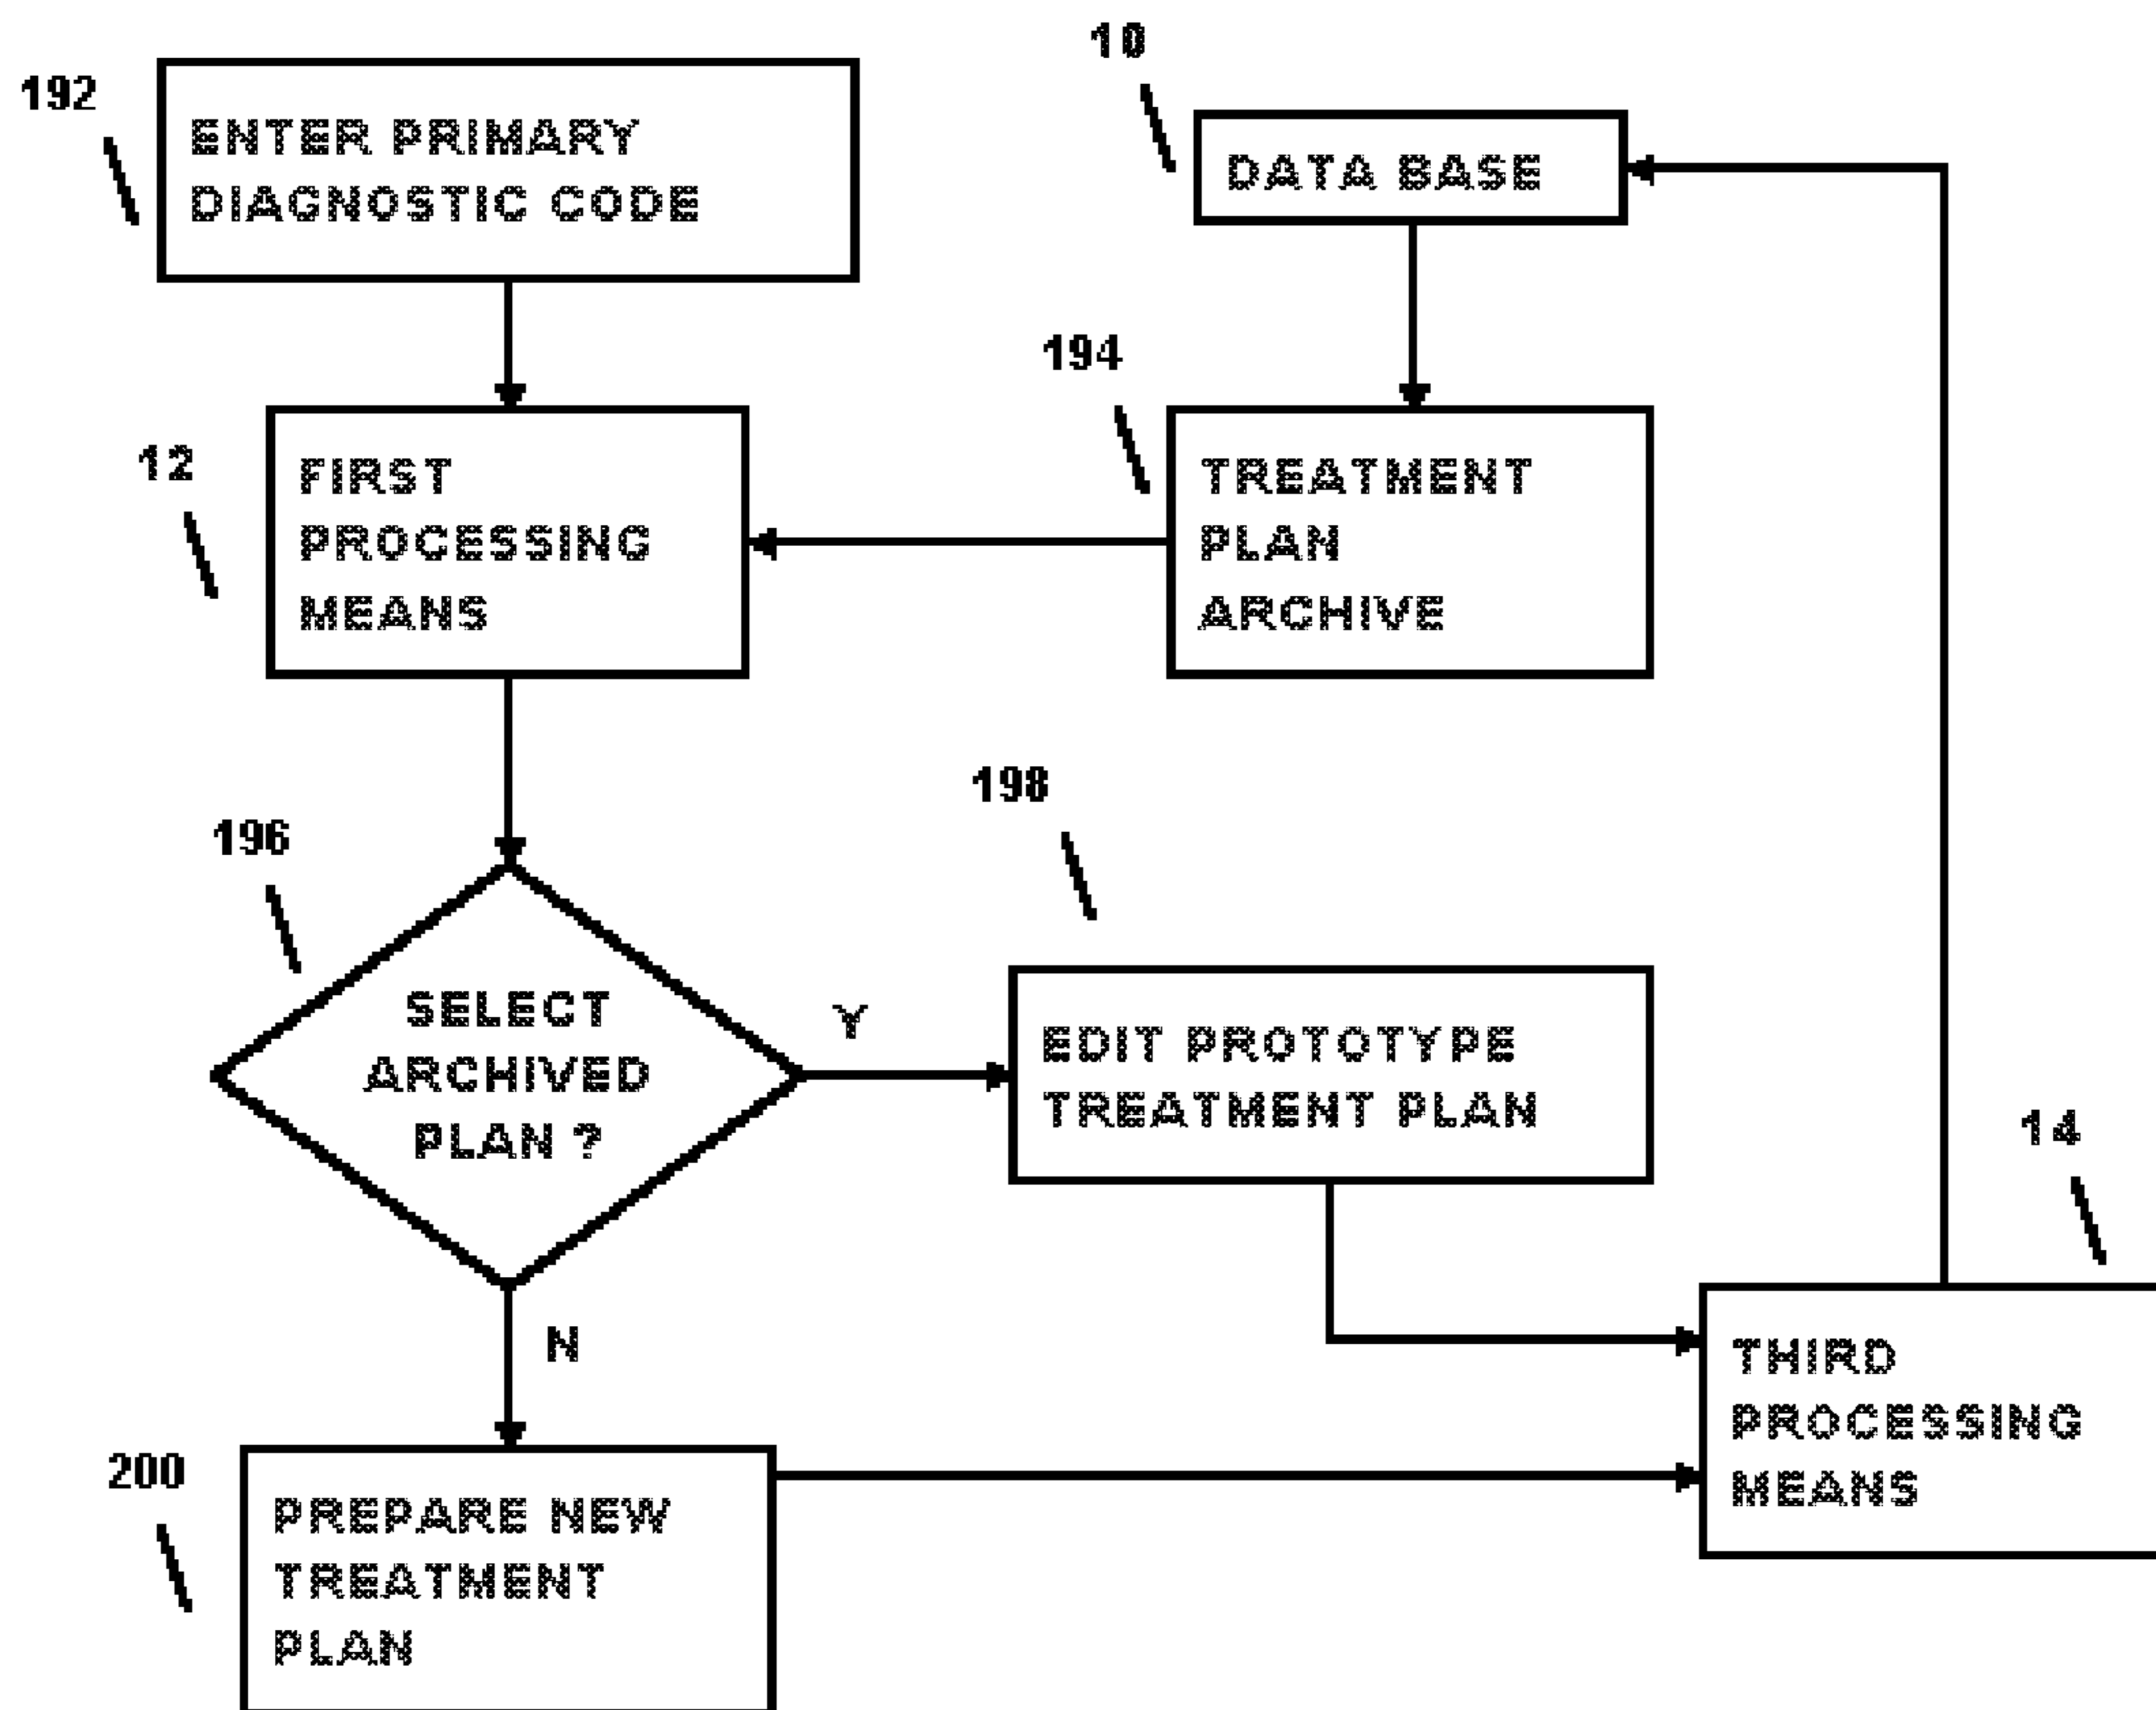 10
192
ENTER PRIMARY
DIAGNOSTIC CODE
DATA BASE
194
12
FIRST
PROCESSING
MEANS
TREATMENT
PLAN
ARCHIVE
198
196
SELECT
ARCHIVED
PLAN ?
Y
EDIT PROTOTYPE
TREATMENT PLAN
14
N
THIRD
PROCESSING
MEANS
200
PREPARE NEW
TREATMENT
PLAN